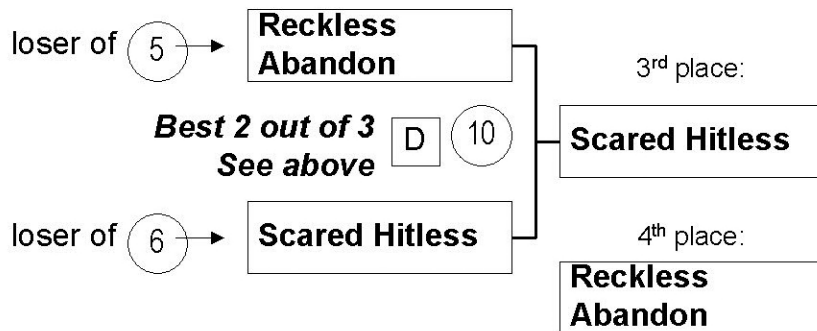 loser of 5 Reckless
Abandon
3rd place:
Best 2 out of 3
See above
D 10
Scared Hitless
loser of 6 Scared Hitless
4th place:
Reckless
Abandon